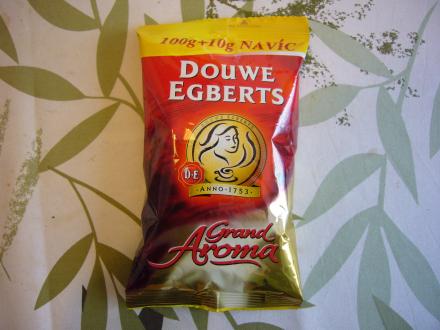 100g+10g NAVÍC
DOUWE
EGBERTS
D·E
·ANNO·1753·
Grand
Aroma